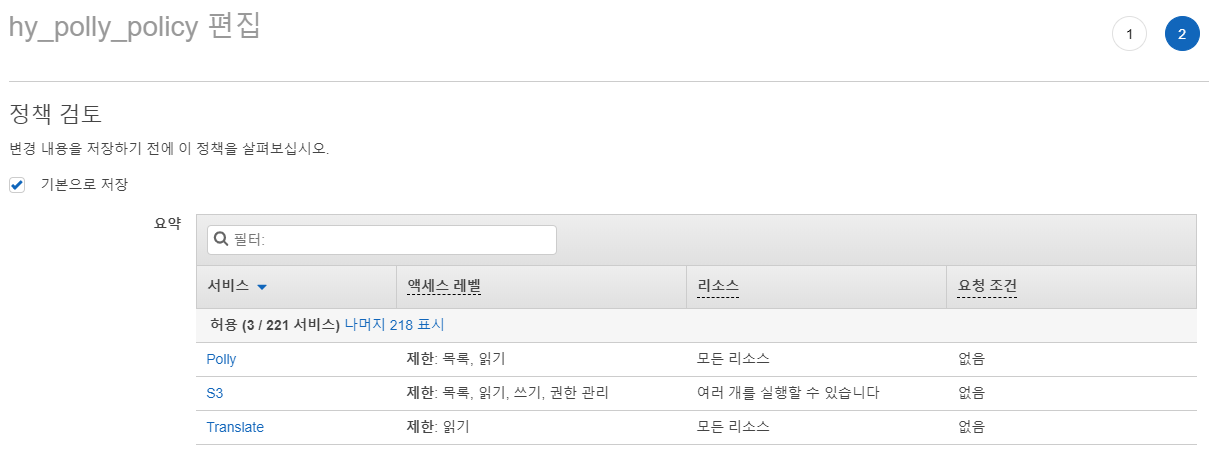 hy_polly_policy 편집
1 2
정책 검토
변경 내용을 저장하기 전에 이 정책을 살펴보십시오.
기본으로 저장
요약
필터:
서비스 액세스 레벨 리소스 요청 조건
허용 (3 / 221 서비스) 나머지 218 표시
Polly 제한: 목록, 읽기 모든 리소스 없음
S3 제한: 목록, 읽기, 쓰기, 권한 관리 여러 개를 실행할 수 있습니다 없음
Translate 제한: 읽기 모든 리소스 없음